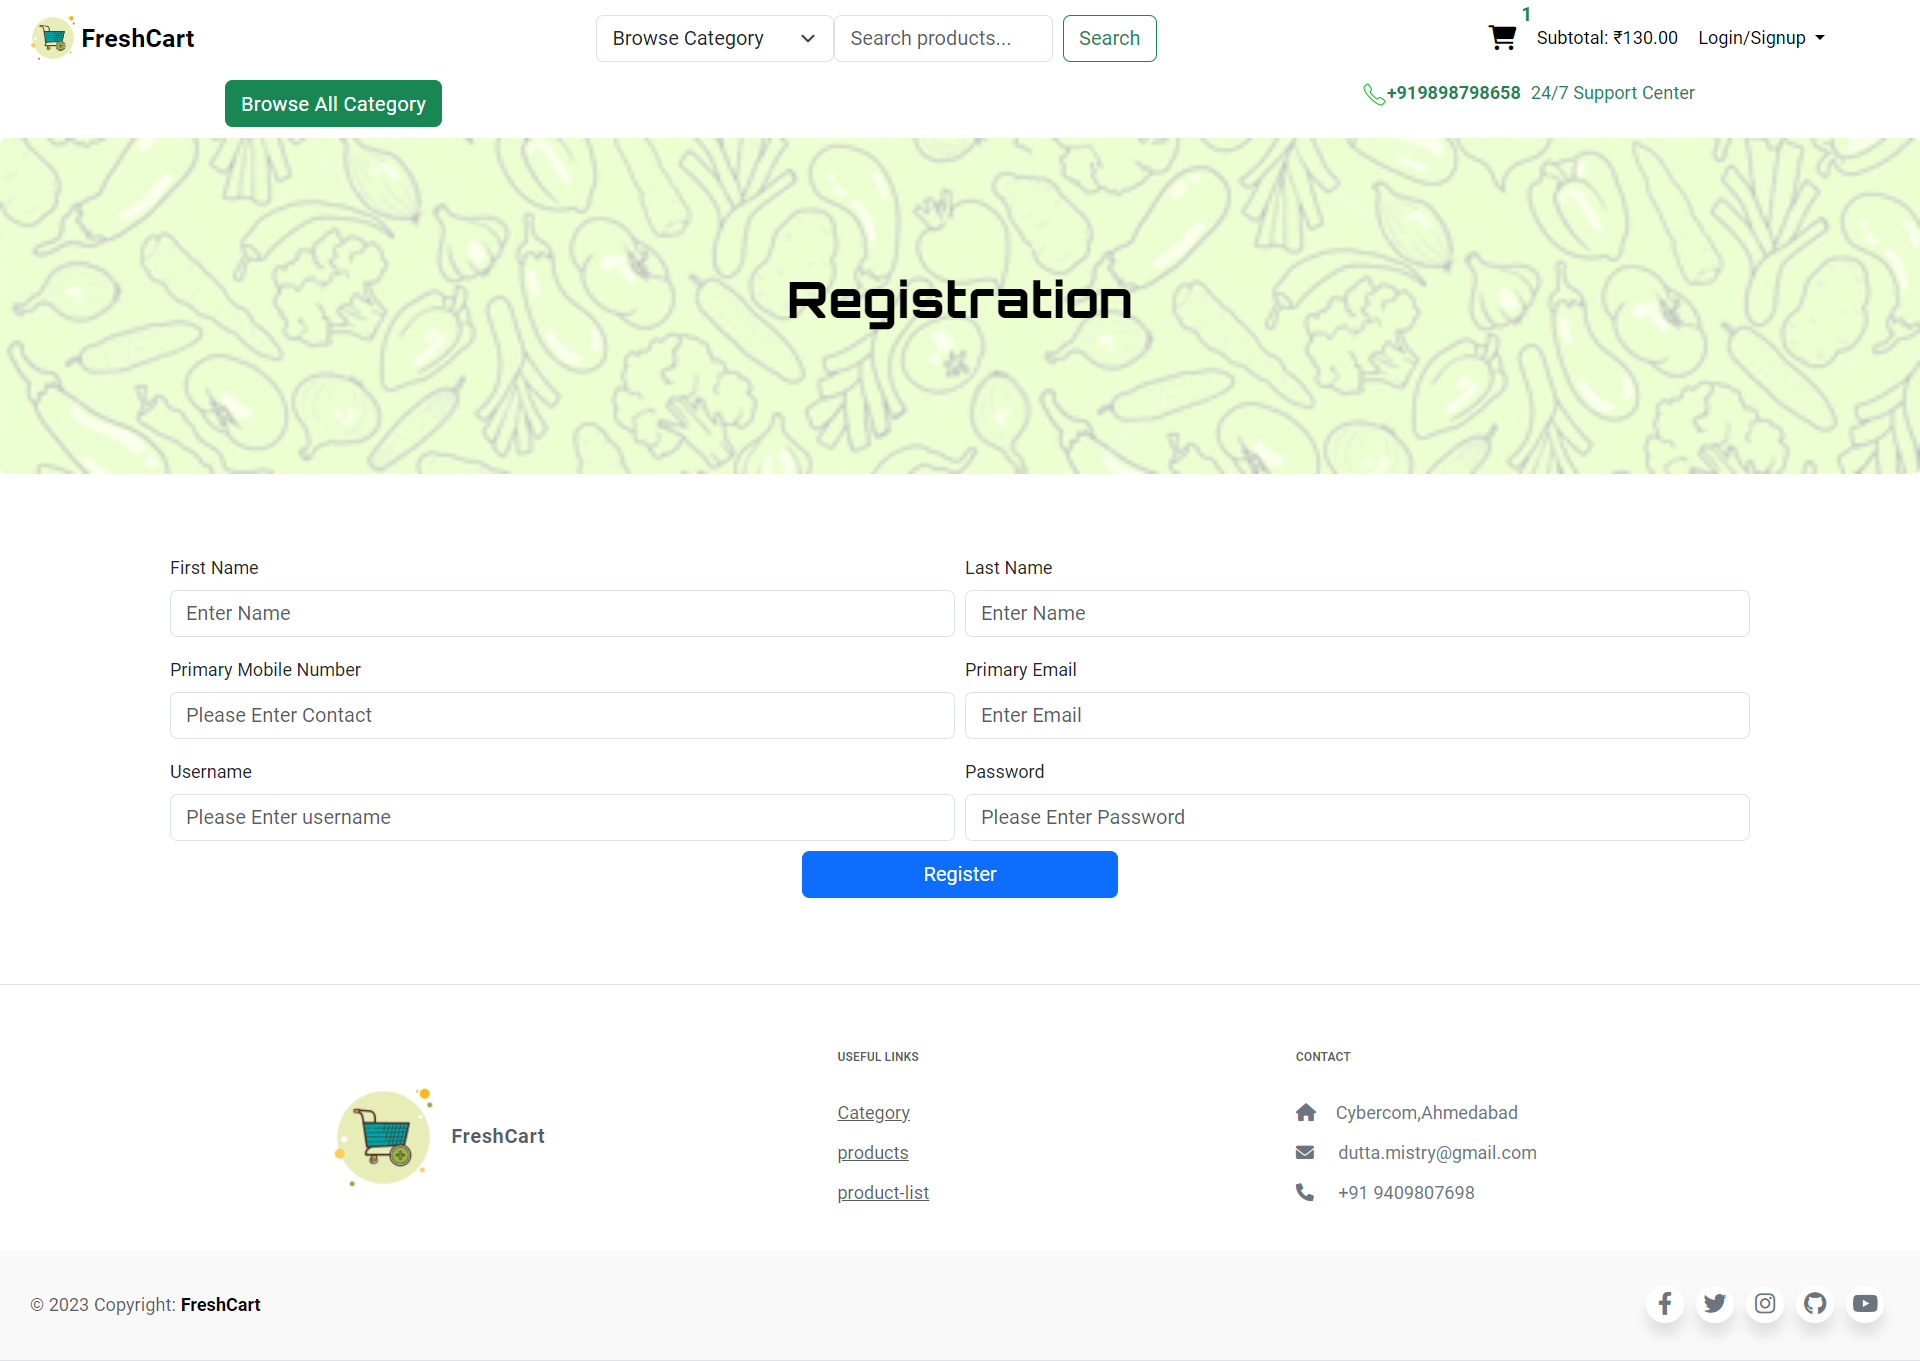 FreshCart
Browse Category
Search products...
Search
1
Subtotal: ₹130.00
Login/Signup
Browse All Category
+919898798658 24/7 Support Center
Registration
First Name
Last Name
Enter Name
Enter Name
Primary Mobile Number
Primary Email
Please Enter Contact
Enter Email
Username
Password
Please Enter username
Please Enter Password
Register
FreshCart
USEFUL LINKS
Category
products
product-list
CONTACT
Cybercom,Ahmedabad
dutta.mistry@gmail.com
+91 9409807698
© 2023 Copyright: FreshCart